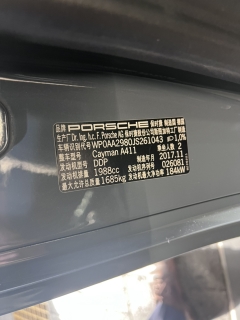 品牌 PORSCHE 保时捷 制造国 德国
生产厂 Dr. Ing. h.c. F. Porsche AG 保时捷股份公司斯图加特工厂
车辆识别代号 WP0AA2980JS261043
整车型号 Cayman A411 乘坐人数 2
发动机型号 DDP 制造年月 2017.11
发动机排量 1988cc 026081
最大允许总质量 1685kg 发动机最大净功率 184kW